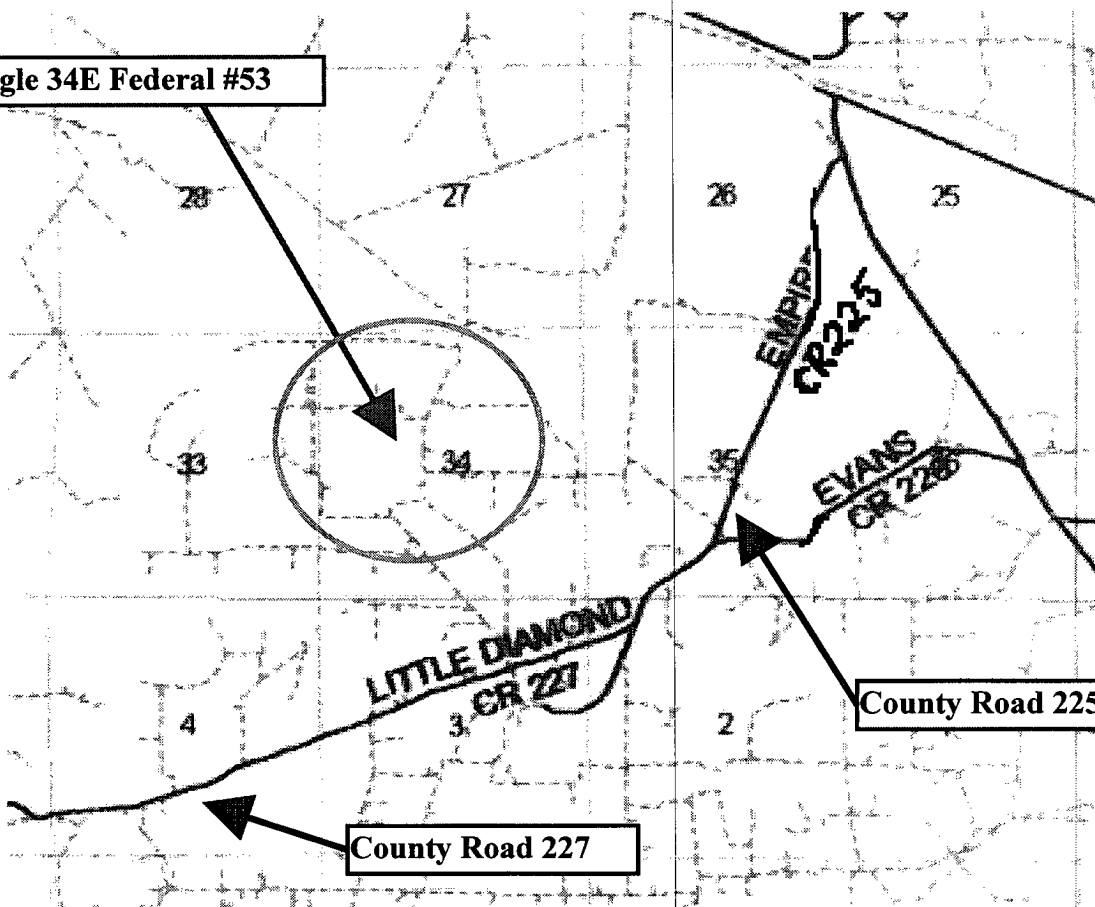 gle 34E Federal #53
28
27
26
25
EMPIRE
CR225
33
34
35
EVANS
LITTLE DIAMOND
CR 227
4
3
2
County Road 225
County Road 227